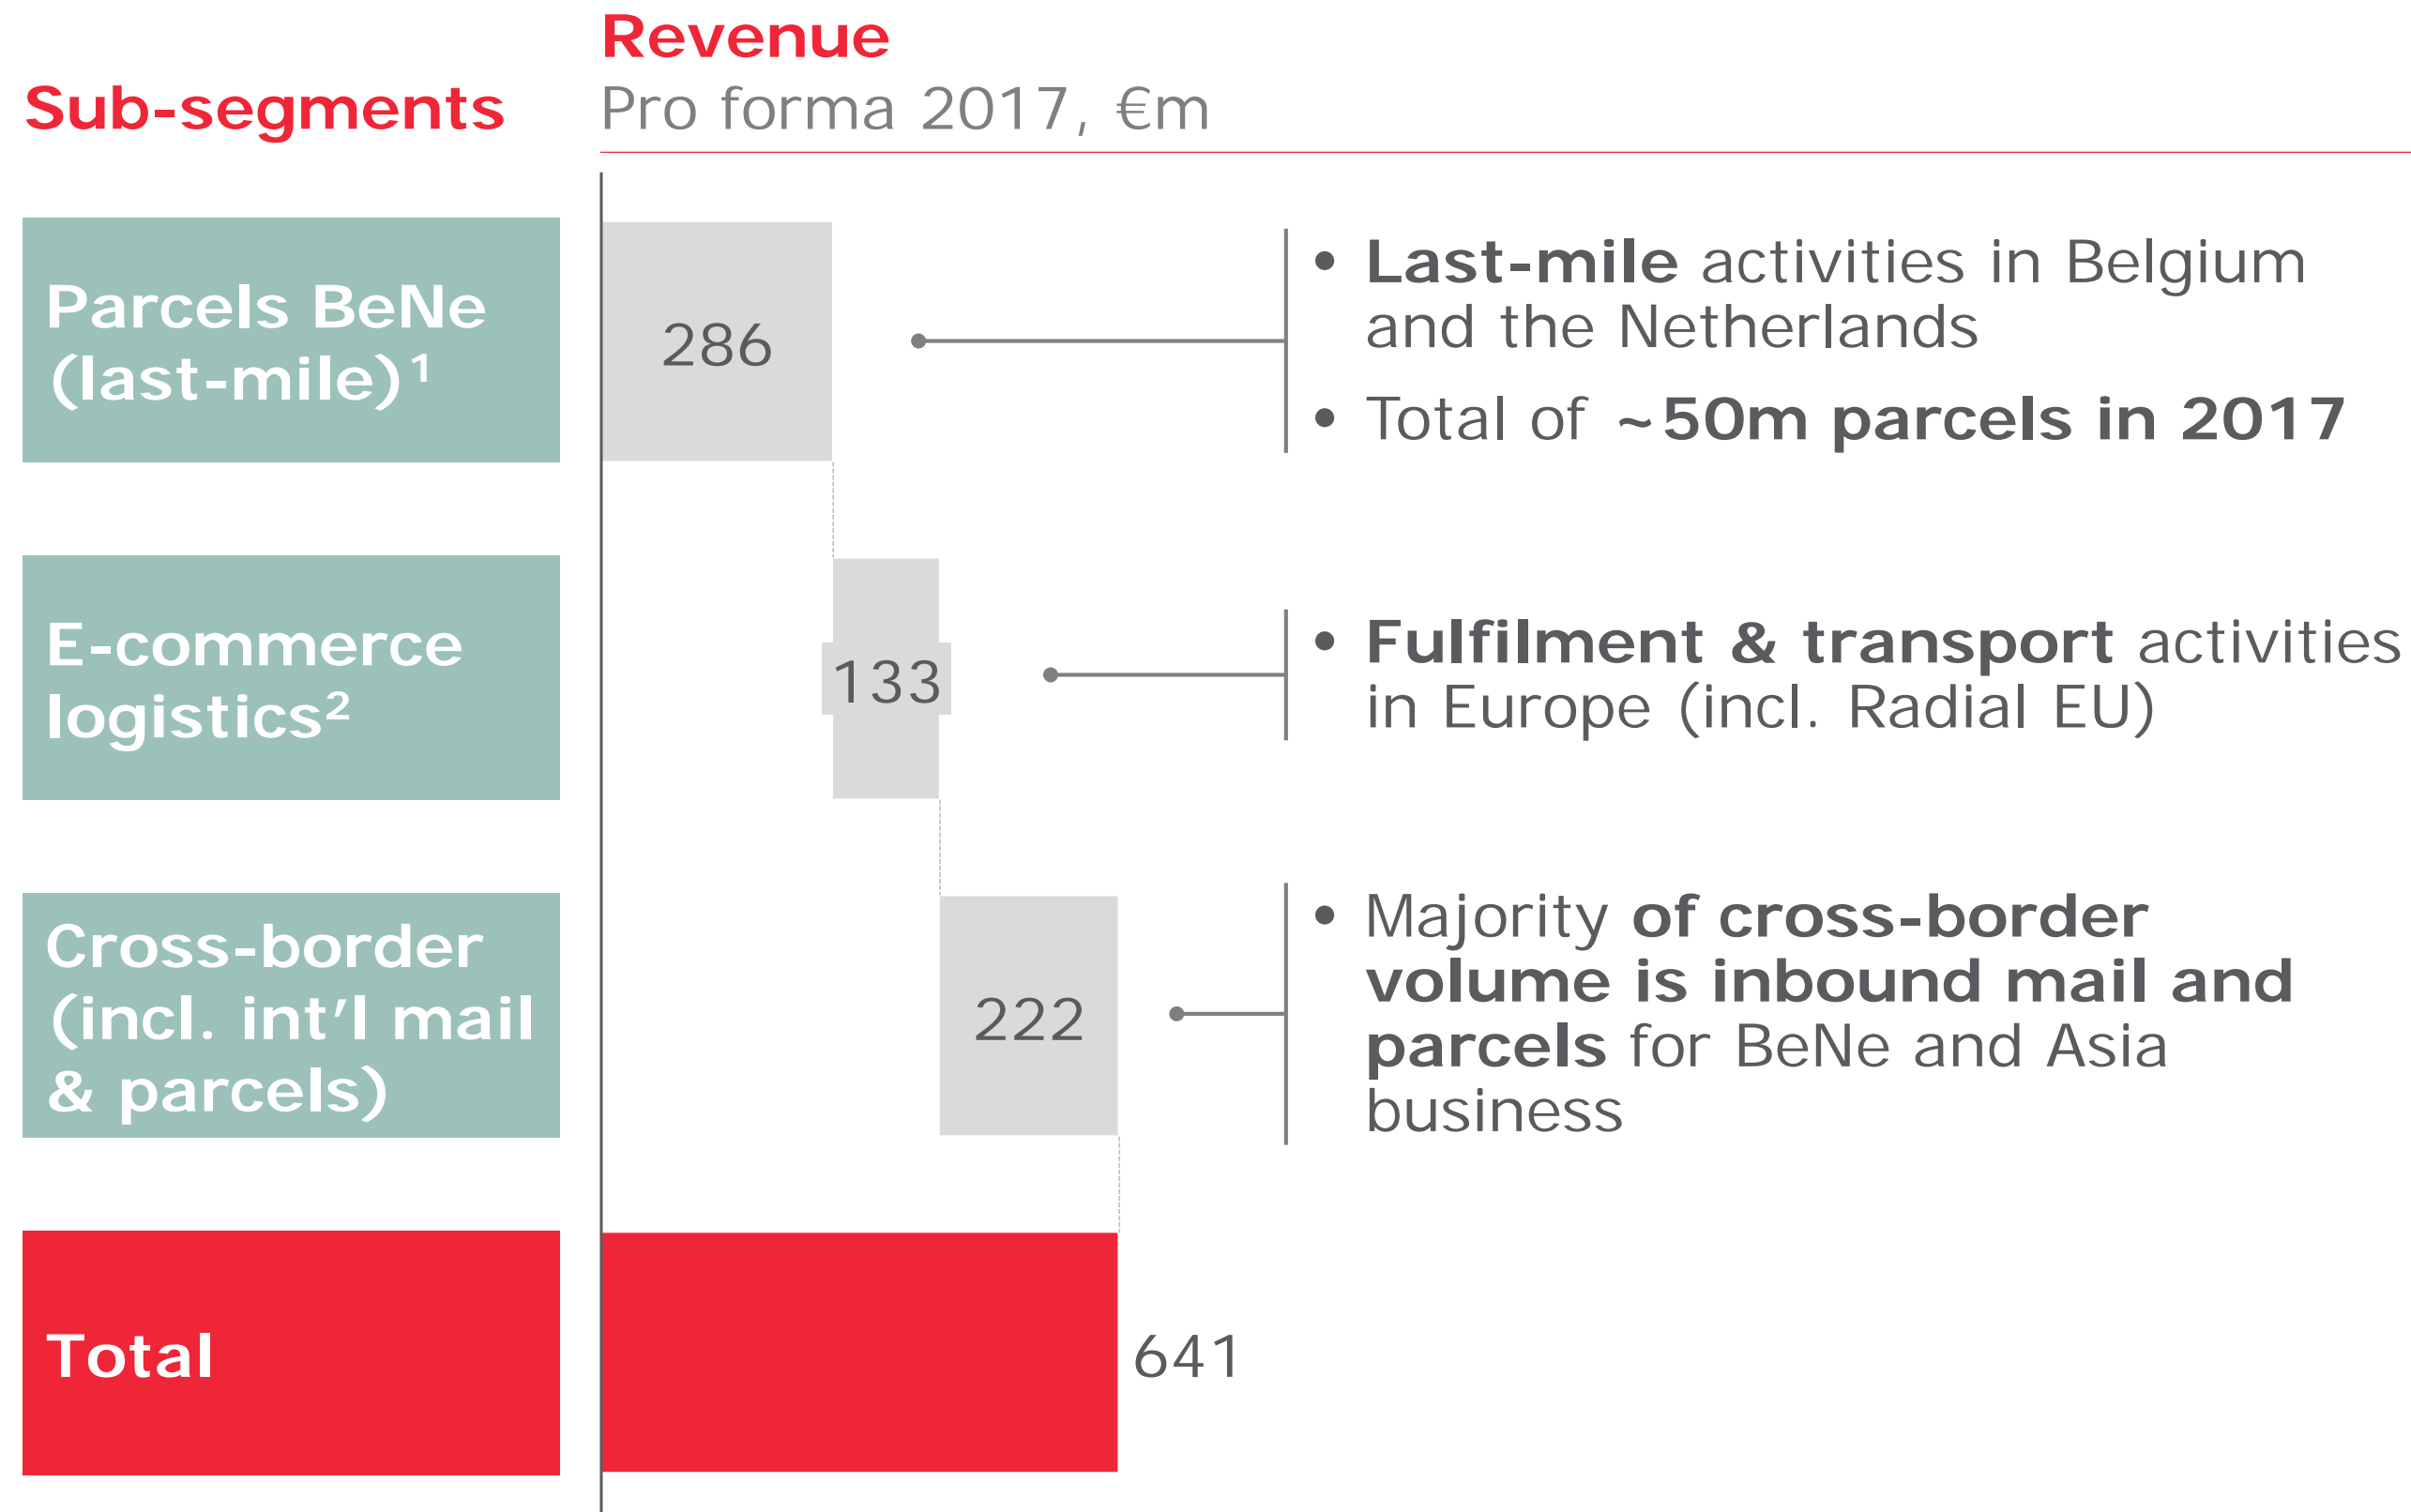 Sub-segments
Revenue
Pro forma 2017, €m
Parcels BeNe
(last-mile)¹
286
• Last-mile activities in Belgium
and the Netherlands
• Total of ~50m parcels in 2017
E-commerce
logistics²
133
• Fulfilment & transport activities
in Europe (incl. Radial EU)
Cross-border
(incl. int’l mail
& parcels)
222
• Majority of cross-border
volume is inbound mail and
parcels for BeNe and Asia
business
Total
641